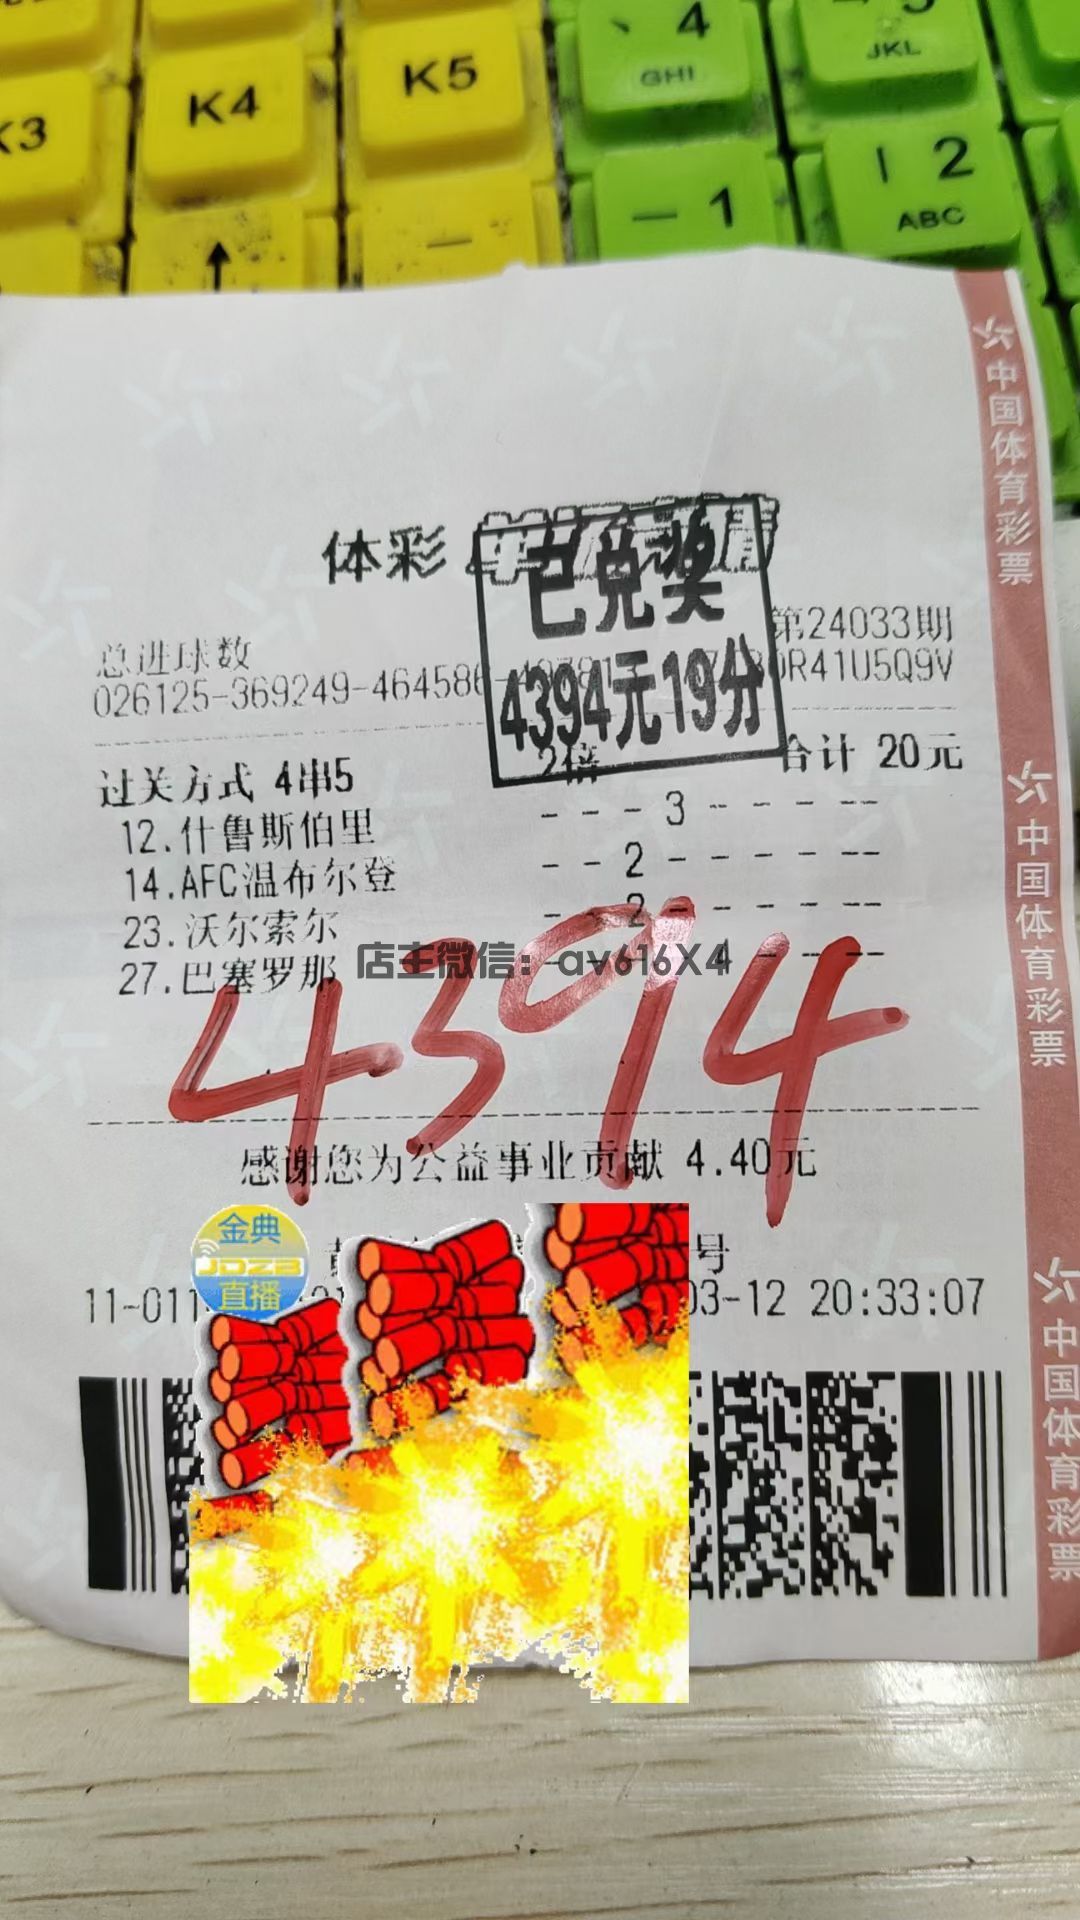 K3
K4
K5
4
GHI
5
JKL
1
2
ABC
中国体育彩票
体彩
已兑奖
4394元19分
总进球数
第24033期
026125-369249-464586
0R41U5Q9V
过关方式 4串5
2倍
合计 20元
12.什鲁斯伯里 ---3-----
14.AFC温布尔登 --2------
23.沃尔索尔 --2------
27.巴塞罗那 4
店主微信：av616X4
4394
感谢您为公益事业贡献 4.40元
金典
JDZB
直播
号
11-011
03-12 20:33:07
中国体育彩票
中国体育彩票